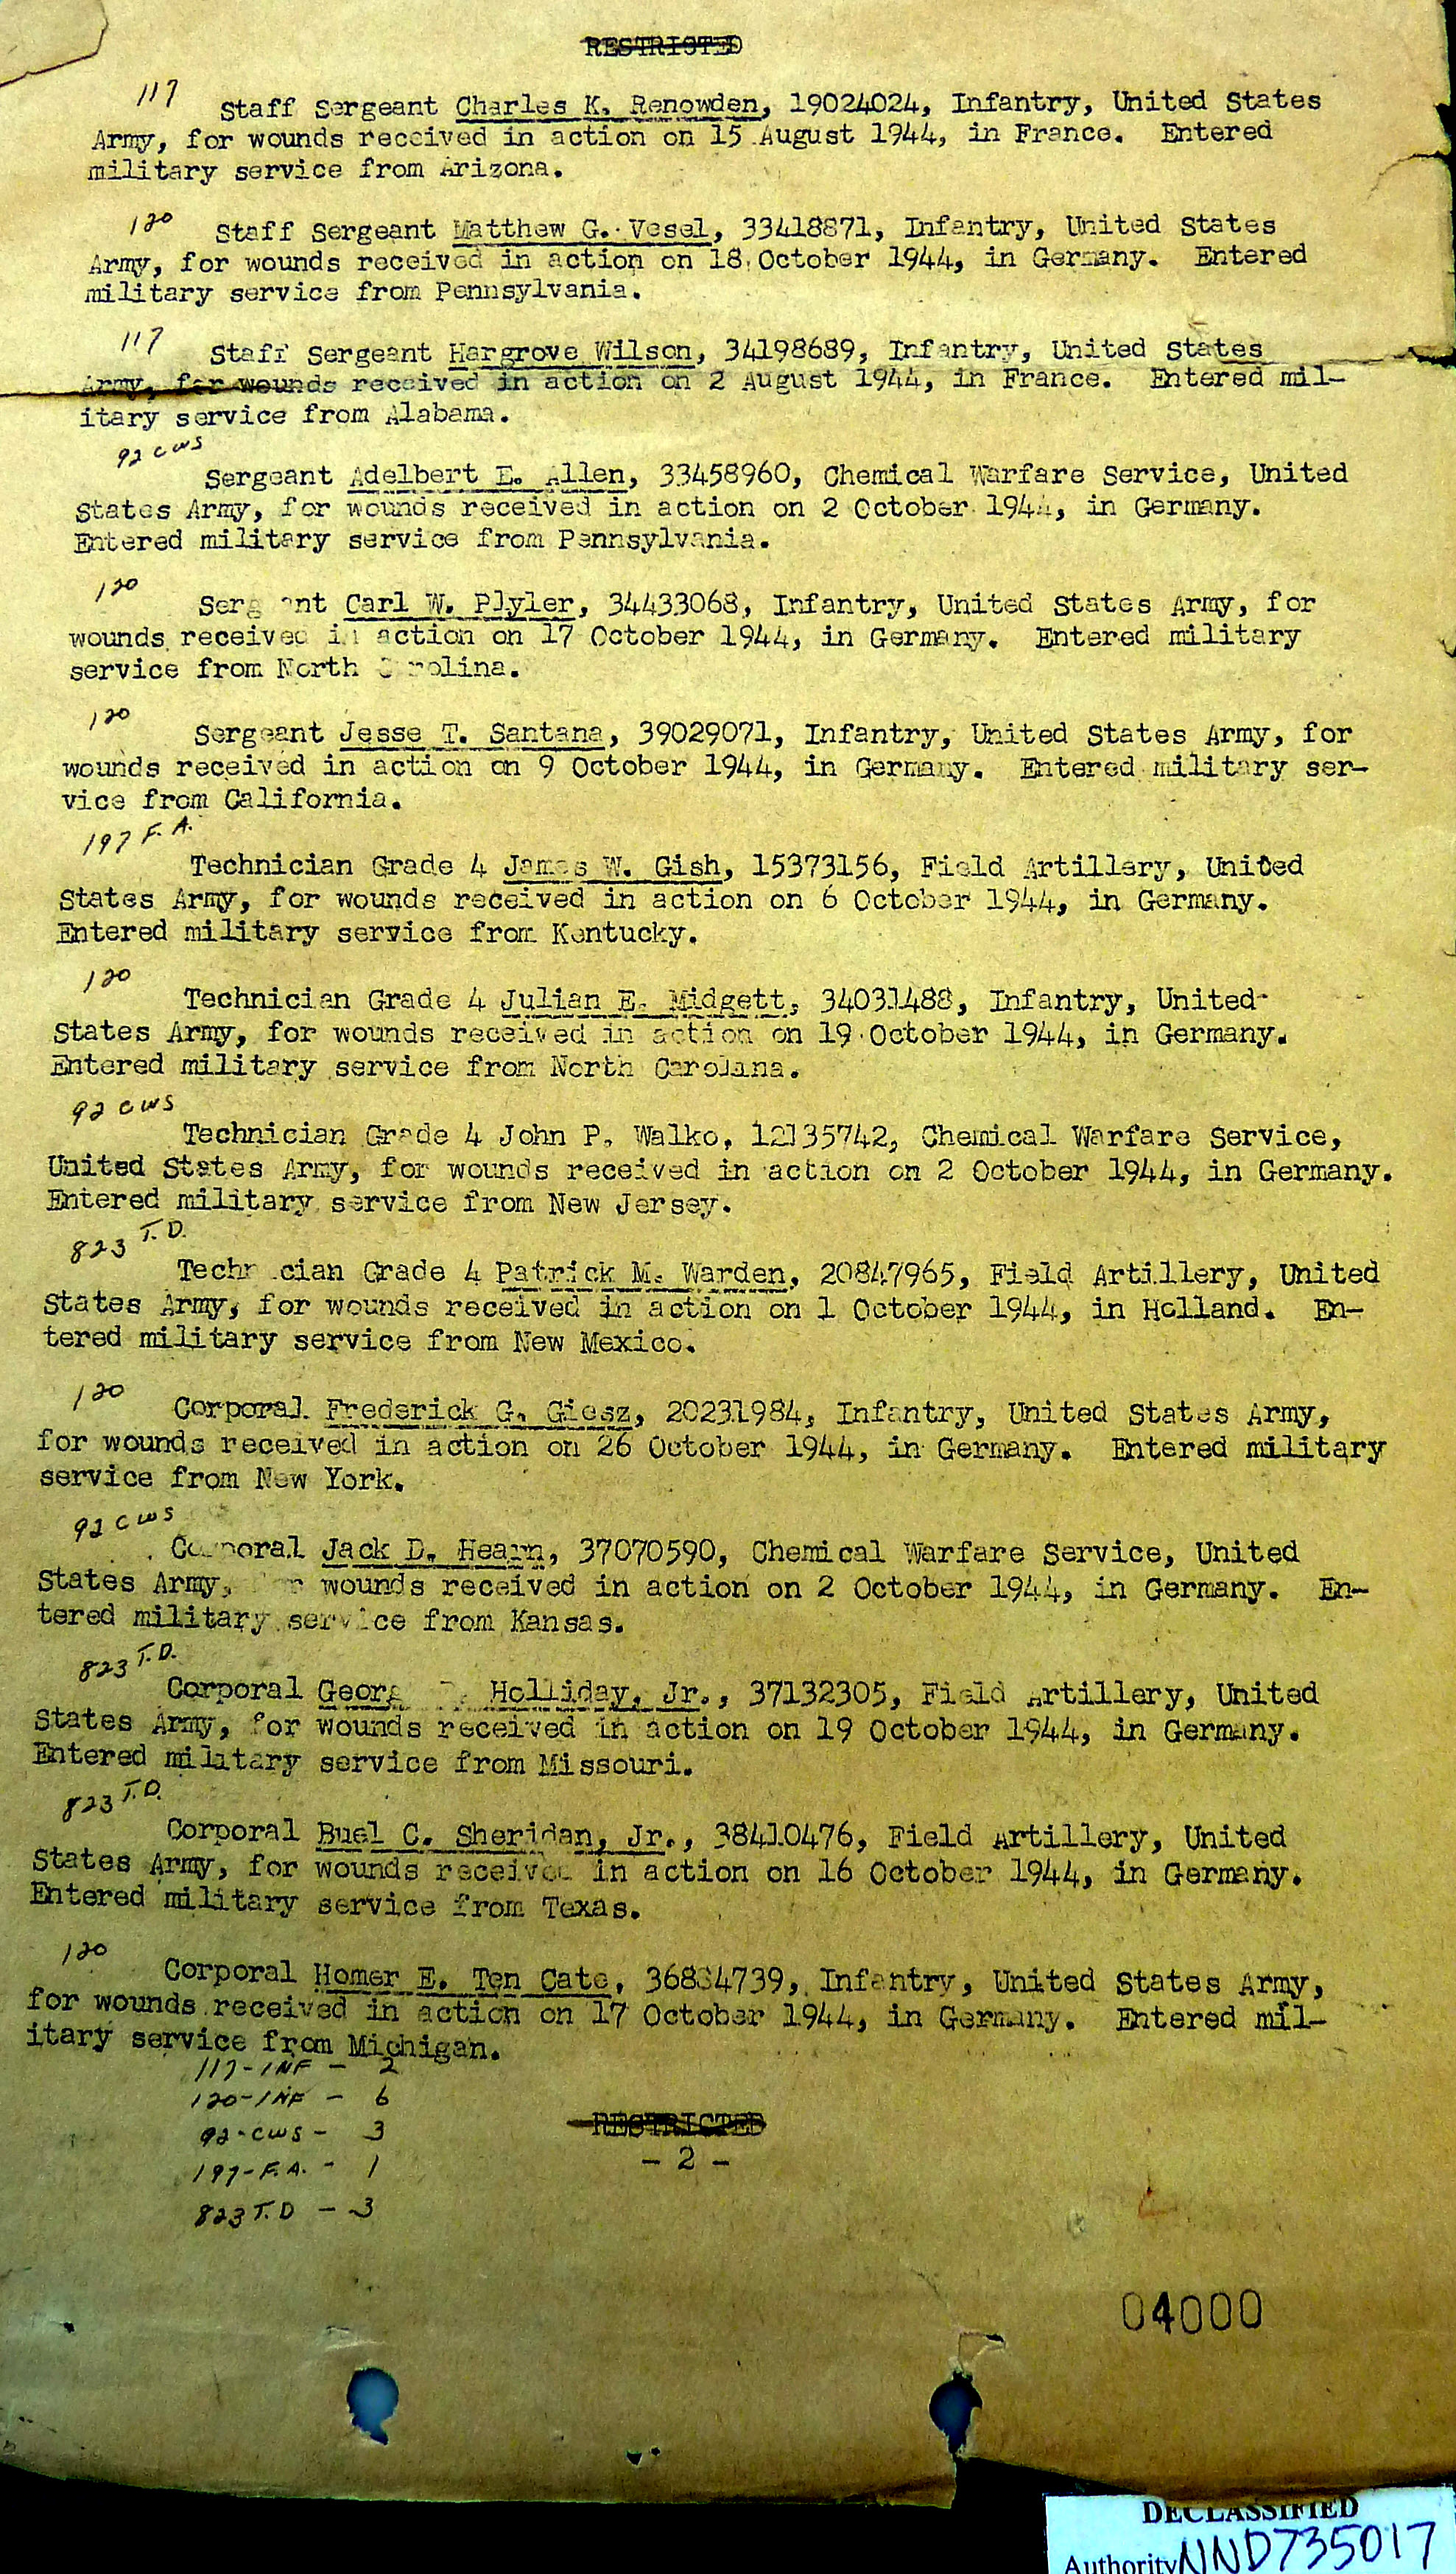 RESTRICTED
117
Staff Sergeant Charles K. Renowden, 19024024, Infantry, United States
Army, for wounds received in action on 15 August 1944, in France. Entered
military service from Arizona.
120
Staff Sergeant Matthew G. Vesel, 33418871, Infantry, United States
Army, for wounds received in action on 18 October 1944, in Germany. Entered
military service from Pennsylvania.
117
Staff Sergeant Hargrove Wilson, 34198689, Infantry, United States
Army, for wounds received in action on 2 August 1944, in France. Entered mil-
itary service from Alabama.
92 CWS
Sergeant Adelbert E. Allen, 33458960, Chemical Warfare Service, United
States Army, for wounds received in action on 2 October 1944, in Germany.
Entered military service from Pennsylvania.
120
Sergeant Carl W. Plyler, 34433068, Infantry, United States Army, for
wounds received in action on 17 October 1944, in Germany. Entered military
service from North Carolina.
120
Sergeant Jesse T. Santana, 39029071, Infantry, United States Army, for
wounds received in action on 9 October 1944, in Germany. Entered military ser-
vice from California.
197 F.A.
Technician Grade 4 James W. Gish, 15373156, Field Artillery, United
States Army, for wounds received in action on 6 October 1944, in Germany.
Entered military service from Kentucky.
120
Technician Grade 4 Julian E. Midgett, 34031488, Infantry, United
States Army, for wounds received in action on 19 October 1944, in Germany.
Entered military service from North Carolina.
92 CWS
Technician Grade 4 John P. Walko, 12135742, Chemical Warfare Service,
United States Army, for wounds received in action on 2 October 1944, in Germany.
Entered military service from New Jersey.
823 T.D.
Technician Grade 4 Patrick M. Warden, 20847965, Field Artillery, United
States Army, for wounds received in action on 1 October 1944, in Holland. En-
tered military service from New Mexico.
120
Corporal Frederick G. Giesz, 20231984, Infantry, United States Army,
for wounds received in action on 26 October 1944, in Germany. Entered military
service from New York.
92 CWS
Corporal Jack D. Hearn, 37070590, Chemical Warfare Service, United
States Army, for wounds received in action on 2 October 1944, in Germany. En-
tered military service from Kansas.
823 T.D.
Corporal Holliday, Jr., 37132305, Field Artillery, United
States Army, for wounds received in action on 19 October 1944, in Germany.
Entered military service from Missouri.
823 T.D.
Corporal Buel C. Sheridan, Jr., 38410476, Field Artillery, United
States Army, for wounds received in action on 16 October 1944, in Germany.
Entered military service from Texas.
120
Corporal Homer E. Ten Cate, Infantry, United States Army,
for wounds received in action on 17 October 1944, in Germany. Entered mil-
itary service from Michigan.
117-INF - 2
120-INF - 6
92-CWS - 3
197-F.A. - 1
823 T.D - 3
RESTRICTED
- 2 -
04000
DECLASSIFIED
Authority NND735017